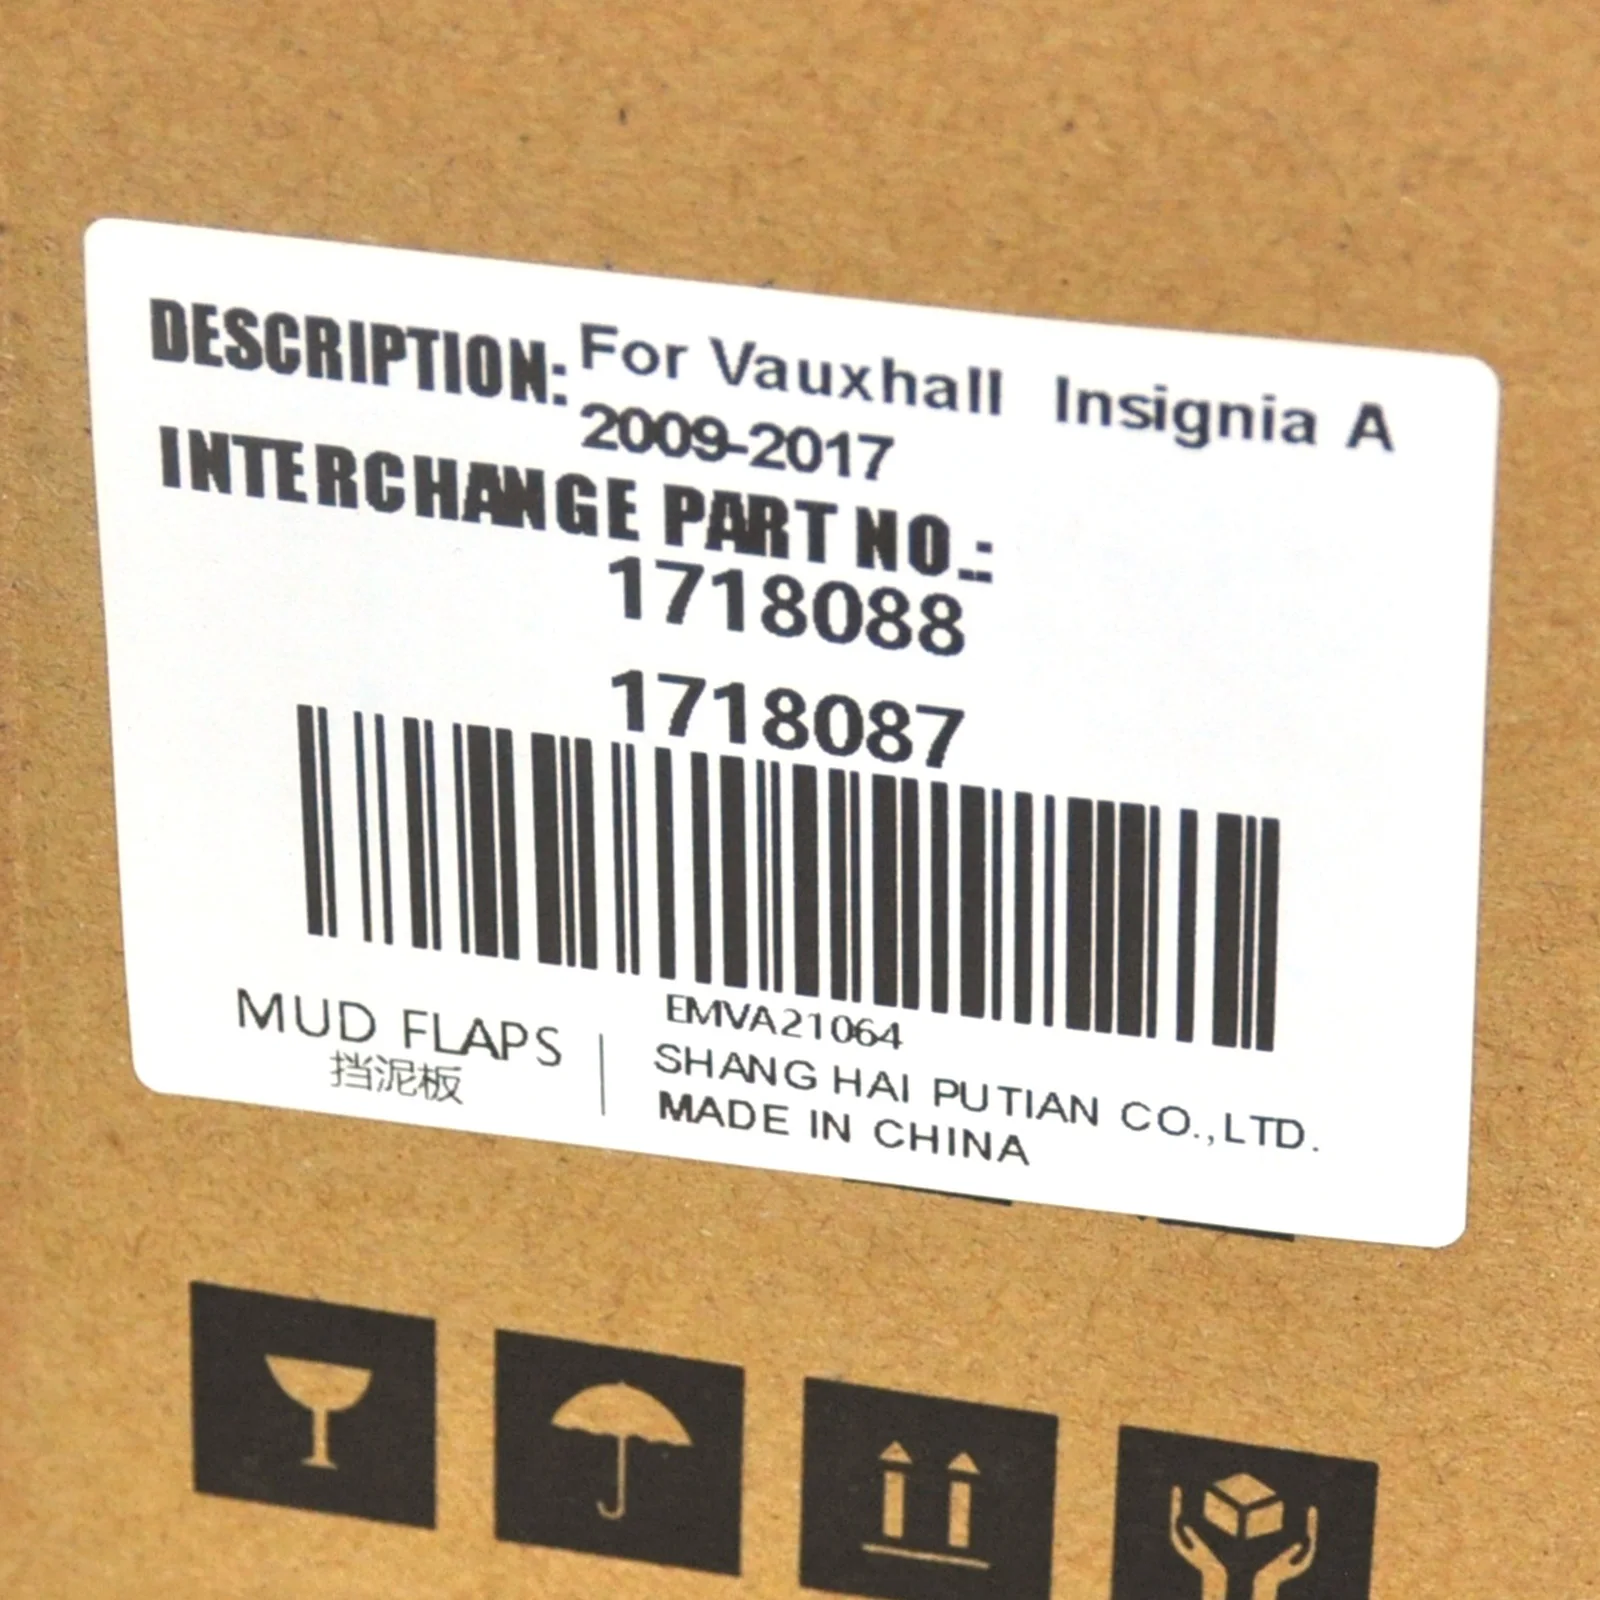 DESCRIPTION: For Vauxhall Insignia A
2009-2017
INTERCHANGE PART NO.:
1718088
1718087
EMVA21064
MUD FLAPS
挡泥板
SHANG HAI PUTIAN CO.,LTD.
MADE IN CHINA